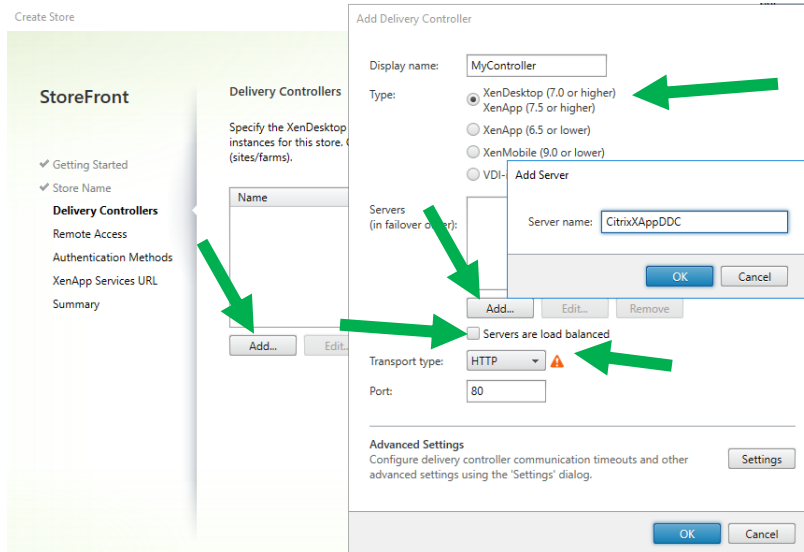 Create Store
StoreFront
Getting Started
Store Name
Delivery Controllers
Remote Access
Authentication Methods
XenApp Services URL
Summary
Delivery Controllers
Specify the XenDesktop
instances for this store.
(sites/farms).
Name
Add...
Edit..
Add Delivery Controller
Display name: MyController
Type:
XenDesktop (7.0 or higher)
XenApp (7.5 or higher)
XenApp (6.5 or lower)
XenMobile (9.0 or lower)
VDI-
Add Server
Server name: CitrixXAppDDC
OK Cancel
Servers
(in failover er):
Add... Edit... Remove
Servers are load balanced
Transport type: HTTP
Port: 80
Advanced Settings
Configure delivery controller communication timeouts and other
advanced settings using the 'Settings' dialog.
Settings
OK Cancel